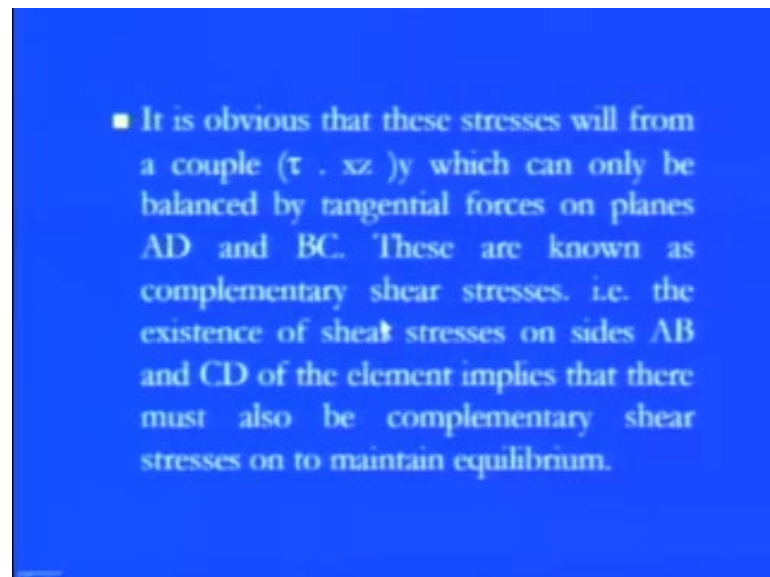 It is obvious that these stresses will from
a couple (τ . xz )y which can only be
balanced by tangential forces on planes
AD and BC. These are known as
complementary shear stresses. i.e. the
existence of shear stresses on sides AB
and CD of the element implies that there
must also be complementary shear
stresses on to maintain equilibrium.